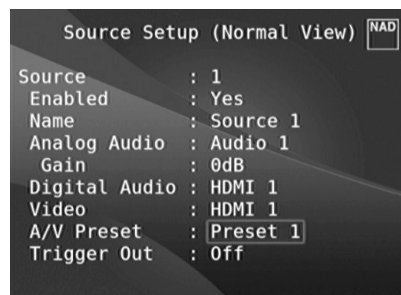 Source Setup (Normal View) NAD
Source : 1
Enabled : Yes
Name : Source 1
Analog Audio : Audio 1
Gain : 0dB
Digital Audio : HDMI 1
Video : HDMI 1
A/V Preset : Preset 1
Trigger Out : Off